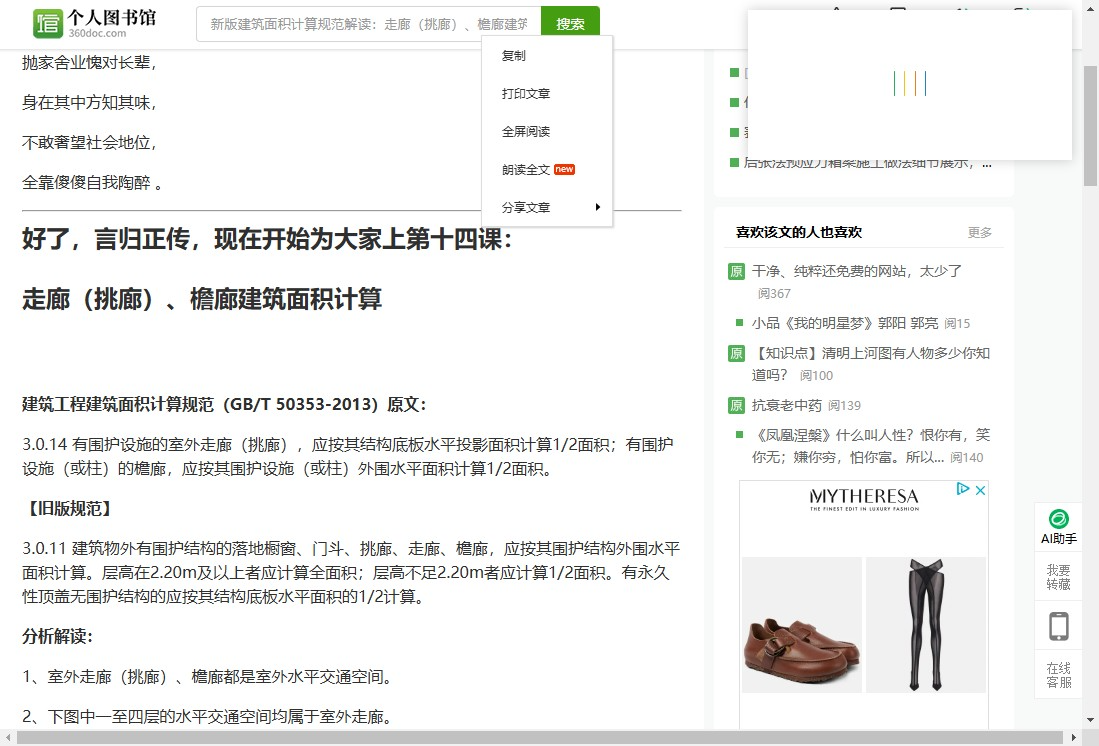 个人图书馆
360doc.com
新版建筑面积计算规范解读：走廊（挑廊）、檐廊建筑
搜索
复制
打印文章
全屏阅读
朗读全文 new
分享文章
抛家舍业愧对长辈，
身在其中方知其味，
不敢奢望社会地位，
全靠傻傻自我陶醉 。
好了，言归正传，现在开始为大家上第十四课：
走廊（挑廊）、檐廊建筑面积计算
建筑工程建筑面积计算规范（GB/T 50353-2013）原文：
3.0.14 有围护设施的室外走廊（挑廊），应按其结构底板水平投影面积计算1/2面积；有围护
设施（或柱）的檐廊，应按其围护设施（或柱）外围水平面积计算1/2面积。
【旧版规范】
3.0.11 建筑物外有围护结构的落地橱窗、门斗、挑廊、走廊、檐廊，应按其围护结构外围水平
面积计算。层高在2.20m及以上者应计算全面积；层高不足2.20m者应计算1/2面积。有永久
性顶盖无围护结构的应按其结构底板水平面积的1/2计算。
分析解读：
1、室外走廊（挑廊）、檐廊都是室外水平交通空间。
2、下图中一至四层的水平交通空间均属于室外走廊。
后张法预应力箱梁施工做法细节展示，...
喜欢该文的人也喜欢
更多
原 干净、纯粹还免费的网站，太少了
阅367
小品《我的明星梦》郭阳 郭亮 阅15
原 【知识点】清明上河图有人物多少你知
道吗？ 阅100
原 抗衰老中药 阅139
《凤凰涅槃》什么叫人性？恨你有，笑
你无；嫌你穷，怕你富。所以... 阅140
MYTHERESA
THE FINEST EDIT IN LUXURY FASHION
AI助手
我要
转藏
在线
客服